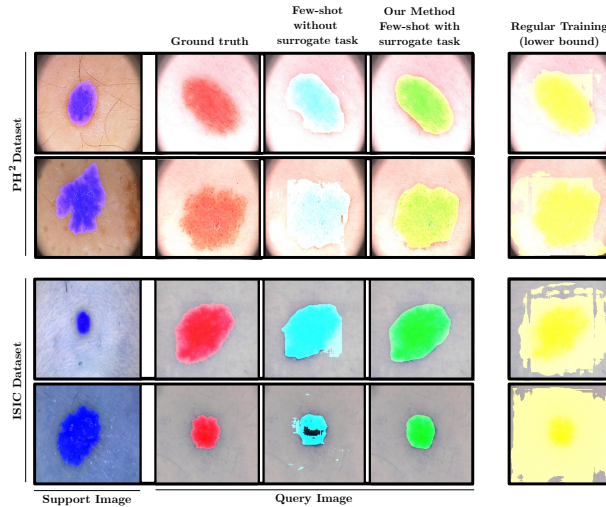 Ground truth
Few-shot
without
surrogate task
Our Method
Few-shot with
surrogate task
Regular Training
(lower bound)
PH² Dataset
ISIC Dataset
Support Image
Query Image